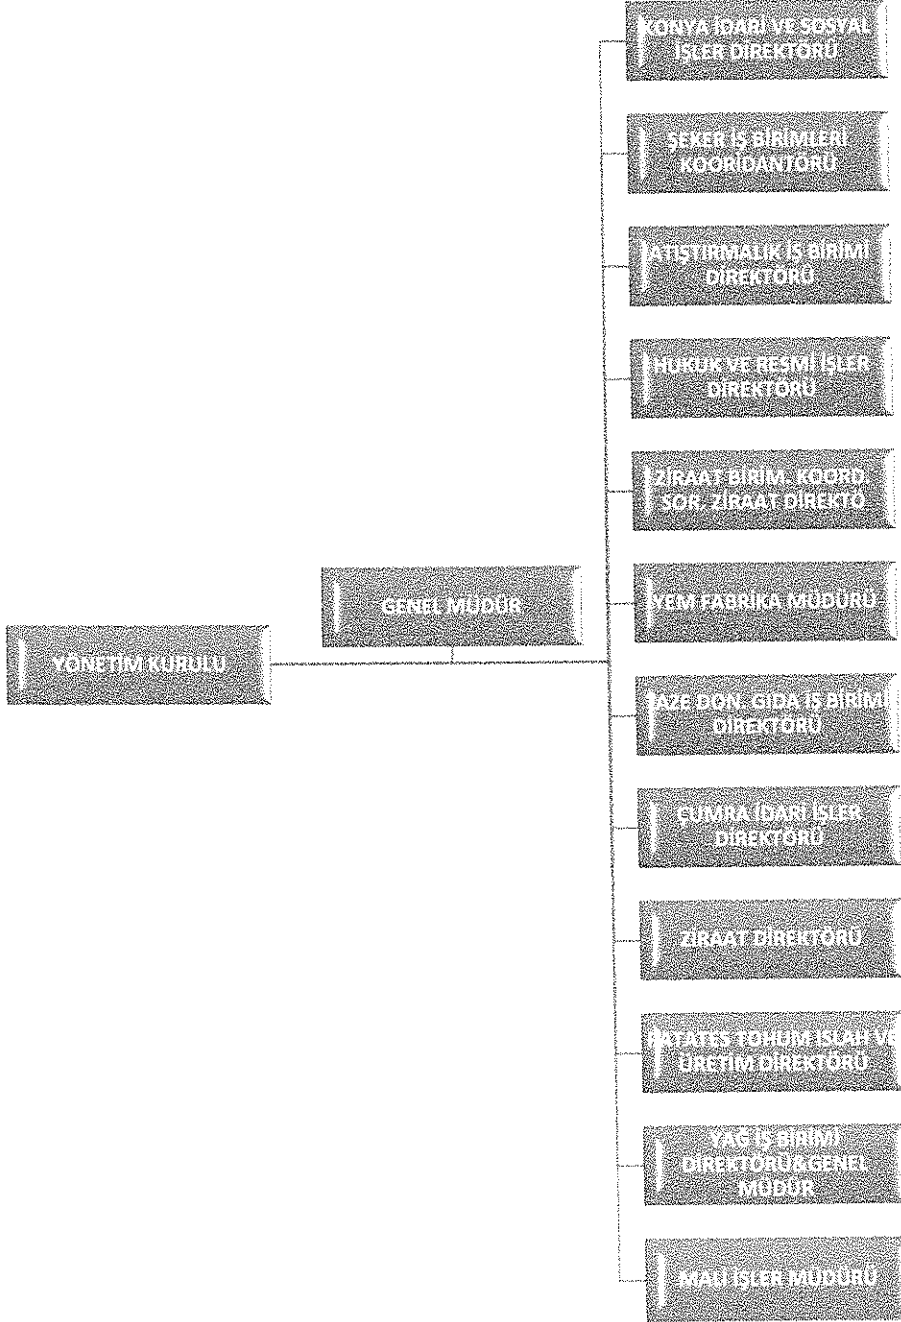 YÖNETİM KURULU
GENEL MÜDÜR
KONYA İDARİ VE SOSYAL
İŞLER DİREKTÖRÜ
ŞEKER İŞ BİRİMLERİ
KOORİDANTÖRÜ
ATIŞTIRMALIK İŞ BİRİMİ
DİREKTÖRÜ
HUKUK VE RESMİ İŞLER
DİREKTÖRÜ
ZİRAAT BİRİM. KOORD.
SOR. ZİRAAT DİREKTÖ
YEM FABRİKA MÜDÜRÜ
AZE DON. GIDA İŞ BİRİMİ
DİREKTÖRÜ
ÇUMRA İDARİ İŞLER
DİREKTÖRÜ
ZİRAAT DİREKTÖRÜ
PATATES TOHUM ISLAH VE
ÜRETİM DİREKTÖRÜ
YAĞ İŞ BİRİMİ
DİREKTÖRÜ&GENEL
MÜDÜR
MALİ İŞLER MÜDÜRÜ